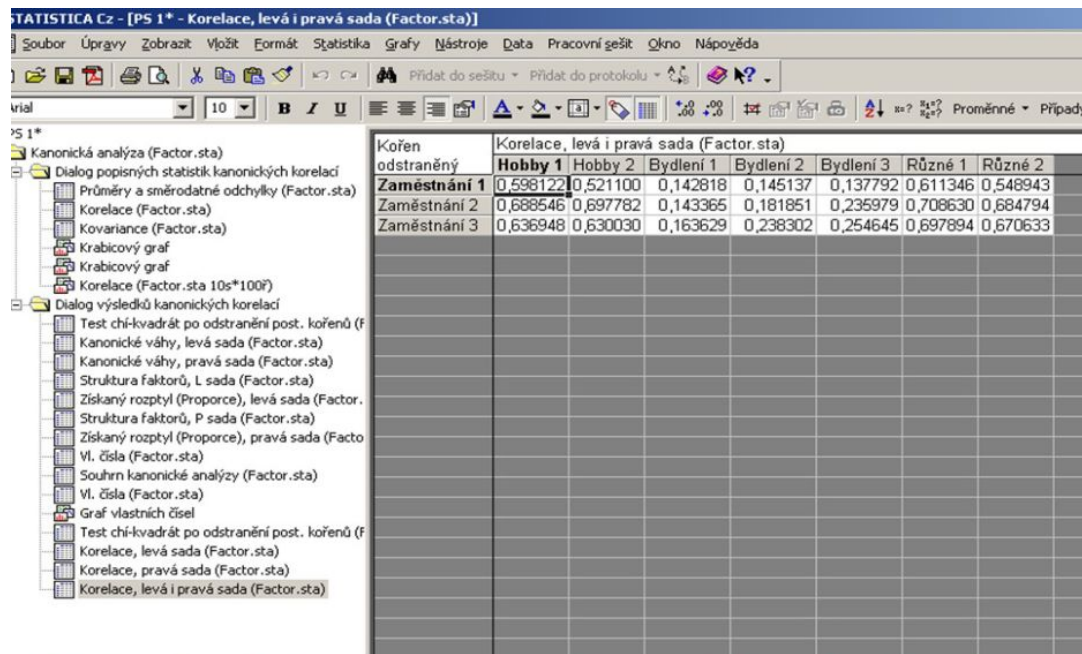 STATISTICA Cz - [PS 1* - Korelace, levá i pravá sada (Factor.sta)]
Soubor Úpravy Zobrazit Vložit Formát Statistika Grafy Nástroje Data Pracovní sešit Okno Nápověda
Přidat do sešitu Přidat do protokolu
Arial 10 B I U Proměnné Případy
PS 1*
Kanonická analýza (Factor.sta)
Dialog popisných statistik kanonických korelací
Průměry a směrodatné odchylky (Factor.sta)
Korelace (Factor.sta)
Kovariance (Factor.sta)
Krabicový graf
Krabicový graf
Korelace (Factor.sta 10s*100ř)
Dialog výsledků kanonických korelací
Test chí-kvadrát po odstranění post. kořenů (F
Kanonické váhy, levá sada (Factor.sta)
Kanonické váhy, pravá sada (Factor.sta)
Struktura faktorů, L sada (Factor.sta)
Získaný rozptyl (Proporce), levá sada (Factor.
Struktura faktorů, P sada (Factor.sta)
Získaný rozptyl (Proporce), pravá sada (Facto
Vl. čísla (Factor.sta)
Souhrn kanonické analýzy (Factor.sta)
Vl. čísla (Factor.sta)
Graf vlastních čísel
Test chí-kvadrát po odstranění post. kořenů (F
Korelace, levá sada (Factor.sta)
Korelace, pravá sada (Factor.sta)
Korelace, levá i pravá sada (Factor.sta)
Kořen odstraněný
Korelace, levá i pravá sada (Factor.sta)
Hobby 1 Hobby 2 Bydlení 1 Bydlení 2 Bydlení 3 Různé 1 Různé 2
Zaměstnání 1 0,598122 0,521100 0,142818 0,145137 0,137792 0,611346 0,548943
Zaměstnání 2 0,688546 0,697782 0,143365 0,181851 0,235979 0,708630 0,684794
Zaměstnání 3 0,636948 0,630030 0,163629 0,238302 0,254645 0,697894 0,670633